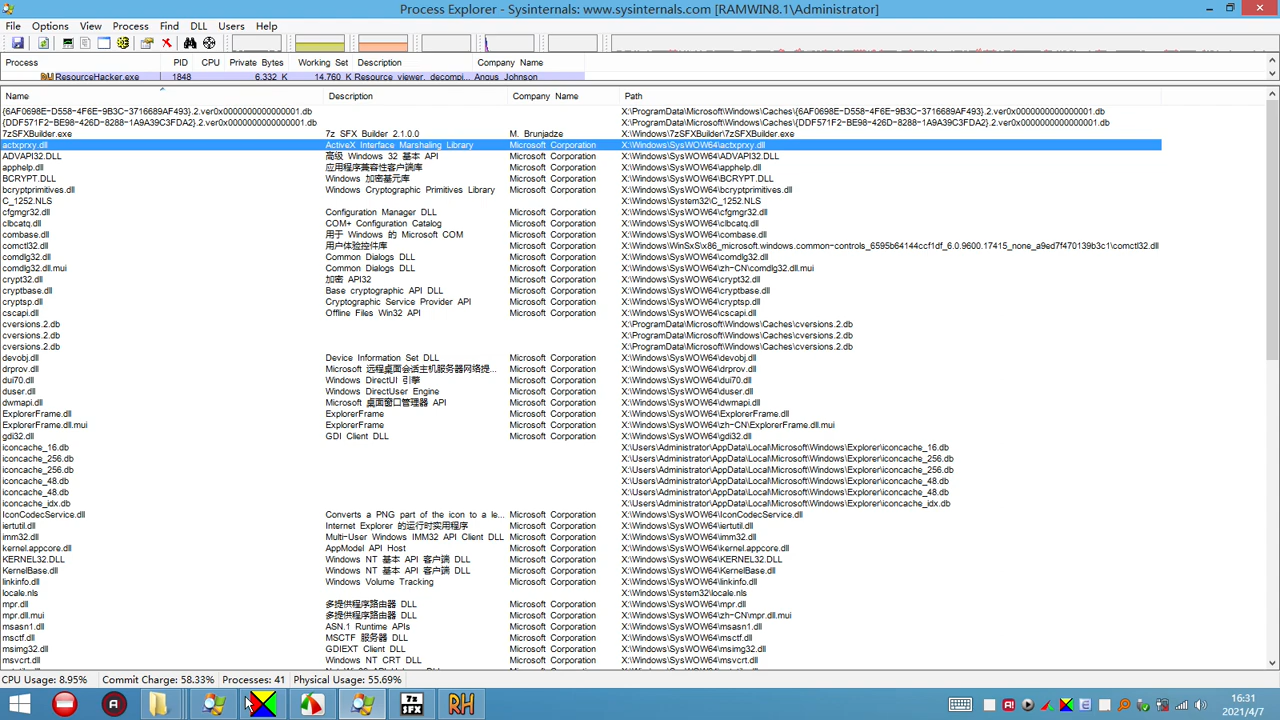 Process Explorer - Sysinternals: www.sysinternals.com [RAMWIN8.1\Administrator]
File Options View Process Find DLL Users Help
Process PID CPU Private Bytes Working Set Description Company Name
ResourceHacker.exe 1848 6,332 K 14,760 K Resource viewer, decompi... Angus Johnson
Name Description Company Name Path
{6AF0698E-D558-4F6E-9B3C-3716689AF493}.2.ver0x0000000000000001.db X:\ProgramData\Microsoft\Windows\Caches\{6AF0698E-D558-4F6E-9B3C-3716689AF493}.2.ver0x0000000000000001.db
{DDF571F2-BE98-426D-8288-1A9A39C3FDA2}.2.ver0x0000000000000001.db X:\ProgramData\Microsoft\Windows\Caches\{DDF571F2-BE98-426D-8288-1A9A39C3FDA2}.2.ver0x0000000000000001.db
7zSFXBuilder.exe 7z SFX Builder 2.1.0.0 M. Brunjadze X:\Windows\7zSFXBuilder\7zSFXBuilder.exe
actxprxy.dll ActiveX Interface Marshaling Library Microsoft Corporation X:\Windows\SysWOW64\actxprxy.dll
ADVAPI32.DLL 高级 Windows 32 基本 API Microsoft Corporation X:\Windows\SysWOW64\ADVAPI32.DLL
apphelp.dll 应用程序兼容性客户端库 Microsoft Corporation X:\Windows\SysWOW64\apphelp.dll
BCRYPT.DLL Windows 加密基元库 Microsoft Corporation X:\Windows\SysWOW64\BCRYPT.DLL
bcryptprimitives.dll Windows Cryptographic Primitives Library Microsoft Corporation X:\Windows\SysWOW64\bcryptprimitives.dll
C_1252.NLS X:\Windows\System32\C_1252.NLS
cfgmgr32.dll Configuration Manager DLL Microsoft Corporation X:\Windows\SysWOW64\cfgmgr32.dll
clbcatq.dll COM+ Configuration Catalog Microsoft Corporation X:\Windows\SysWOW64\clbcatq.dll
combase.dll 用于 Windows 的 Microsoft COM Microsoft Corporation X:\Windows\SysWOW64\combase.dll
comctl32.dll 用户体验控件库 Microsoft Corporation X:\Windows\WinSxS\x86_microsoft.windows.common-controls_6595b64144ccf1df_6.0.9600.17415_none_a9ed7f470139b3c1\comctl32.dll
comdlg32.dll Common Dialogs DLL Microsoft Corporation X:\Windows\SysWOW64\comdlg32.dll
comdlg32.dll.mui Common Dialogs DLL Microsoft Corporation X:\Windows\SysWOW64\zh-CN\comdlg32.dll.mui
crypt32.dll 加密 API32 Microsoft Corporation X:\Windows\SysWOW64\crypt32.dll
cryptbase.dll Base cryptographic API DLL Microsoft Corporation X:\Windows\SysWOW64\cryptbase.dll
cryptsp.dll Cryptographic Service Provider API Microsoft Corporation X:\Windows\SysWOW64\cryptsp.dll
cscapi.dll Offline Files Win32 API Microsoft Corporation X:\Windows\SysWOW64\cscapi.dll
cversions.2.db X:\ProgramData\Microsoft\Windows\Caches\cversions.2.db
cversions.2.db X:\ProgramData\Microsoft\Windows\Caches\cversions.2.db
cversions.2.db X:\ProgramData\Microsoft\Windows\Caches\cversions.2.db
devobj.dll Device Information Set DLL Microsoft Corporation X:\Windows\SysWOW64\devobj.dll
drprov.dll Microsoft 远程桌面会话主机服务器网络提... Microsoft Corporation X:\Windows\SysWOW64\drprov.dll
dui70.dll Windows DirectUI 引擎 Microsoft Corporation X:\Windows\SysWOW64\dui70.dll
duser.dll Windows DirectUser Engine Microsoft Corporation X:\Windows\SysWOW64\duser.dll
dwmapi.dll Microsoft 桌面窗口管理器 API Microsoft Corporation X:\Windows\SysWOW64\dwmapi.dll
ExplorerFrame.dll ExplorerFrame Microsoft Corporation X:\Windows\SysWOW64\ExplorerFrame.dll
ExplorerFrame.dll.mui ExplorerFrame Microsoft Corporation X:\Windows\SysWOW64\zh-CN\ExplorerFrame.dll.mui
gdi32.dll GDI Client DLL Microsoft Corporation X:\Windows\SysWOW64\gdi32.dll
iconcache_16.db X:\Users\Administrator\AppData\Local\Microsoft\Windows\Explorer\iconcache_16.db
iconcache_256.db X:\Users\Administrator\AppData\Local\Microsoft\Windows\Explorer\iconcache_256.db
iconcache_256.db X:\Users\Administrator\AppData\Local\Microsoft\Windows\Explorer\iconcache_256.db
iconcache_48.db X:\Users\Administrator\AppData\Local\Microsoft\Windows\Explorer\iconcache_48.db
iconcache_48.db X:\Users\Administrator\AppData\Local\Microsoft\Windows\Explorer\iconcache_48.db
iconcache_idx.db X:\Users\Administrator\AppData\Local\Microsoft\Windows\Explorer\iconcache_idx.db
IconCodecService.dll Converts a PNG part of the icon to a le... Microsoft Corporation X:\Windows\SysWOW64\IconCodecService.dll
iertutil.dll Internet Explorer 的运行时实用程序 Microsoft Corporation X:\Windows\SysWOW64\iertutil.dll
imm32.dll Multi-User Windows IMM32 API Client DLL Microsoft Corporation X:\Windows\SysWOW64\imm32.dll
kernel.appcore.dll AppModel API Host Microsoft Corporation X:\Windows\SysWOW64\kernel.appcore.dll
KERNEL32.DLL Windows NT 基本 API 客户端 DLL Microsoft Corporation X:\Windows\SysWOW64\KERNEL32.DLL
KernelBase.dll Windows NT 基本 API 客户端 DLL Microsoft Corporation X:\Windows\SysWOW64\KernelBase.dll
linkinfo.dll Windows Volume Tracking Microsoft Corporation X:\Windows\SysWOW64\linkinfo.dll
locale.nls X:\Windows\System32\locale.nls
mpr.dll 多提供程序路由器 DLL Microsoft Corporation X:\Windows\SysWOW64\mpr.dll
mpr.dll.mui 多提供程序路由器 DLL Microsoft Corporation X:\Windows\SysWOW64\zh-CN\mpr.dll.mui
msasn1.dll ASN.1 Runtime APIs Microsoft Corporation X:\Windows\SysWOW64\msasn1.dll
msctf.dll MSCTF 服务器 DLL Microsoft Corporation X:\Windows\SysWOW64\msctf.dll
msimg32.dll GDIEXT Client DLL Microsoft Corporation X:\Windows\SysWOW64\msimg32.dll
msvcrt.dll Windows NT CRT DLL Microsoft Corporation X:\Windows\SysWOW64\msvcrt.dll
CPU Usage: 8.95% Commit Charge: 58.33% Processes: 41 Physical Usage: 55.69%
7z SFX
RH
16:31
2021/4/7